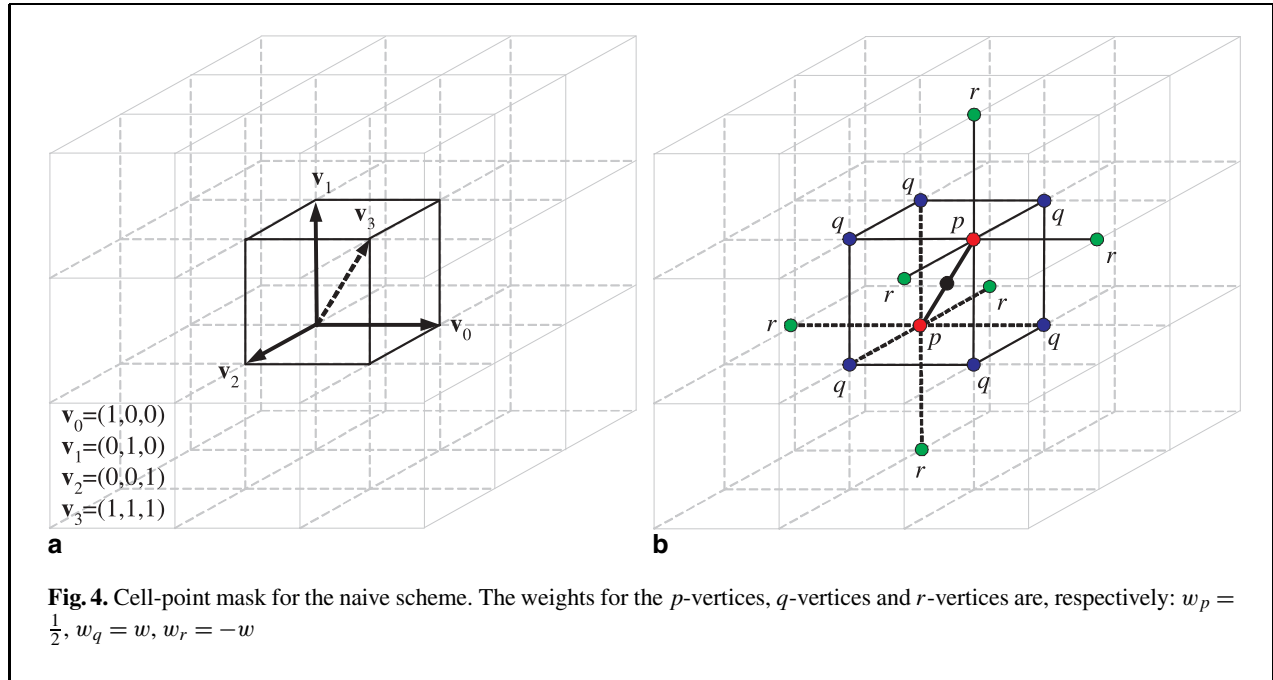 v₁
v₃
v₀
v₂
v₀=(1,0,0)
v₁=(0,1,0)
v₂=(0,0,1)
v₃=(1,1,1)
a
r
q
q
q
p
r
r
r
r
p
q
q
q
r
b
Fig. 4. Cell-point mask for the naive scheme. The weights for the p-vertices, q-vertices and r-vertices are, respectively: wₚ =
½, w_q = w, wᵣ = −w